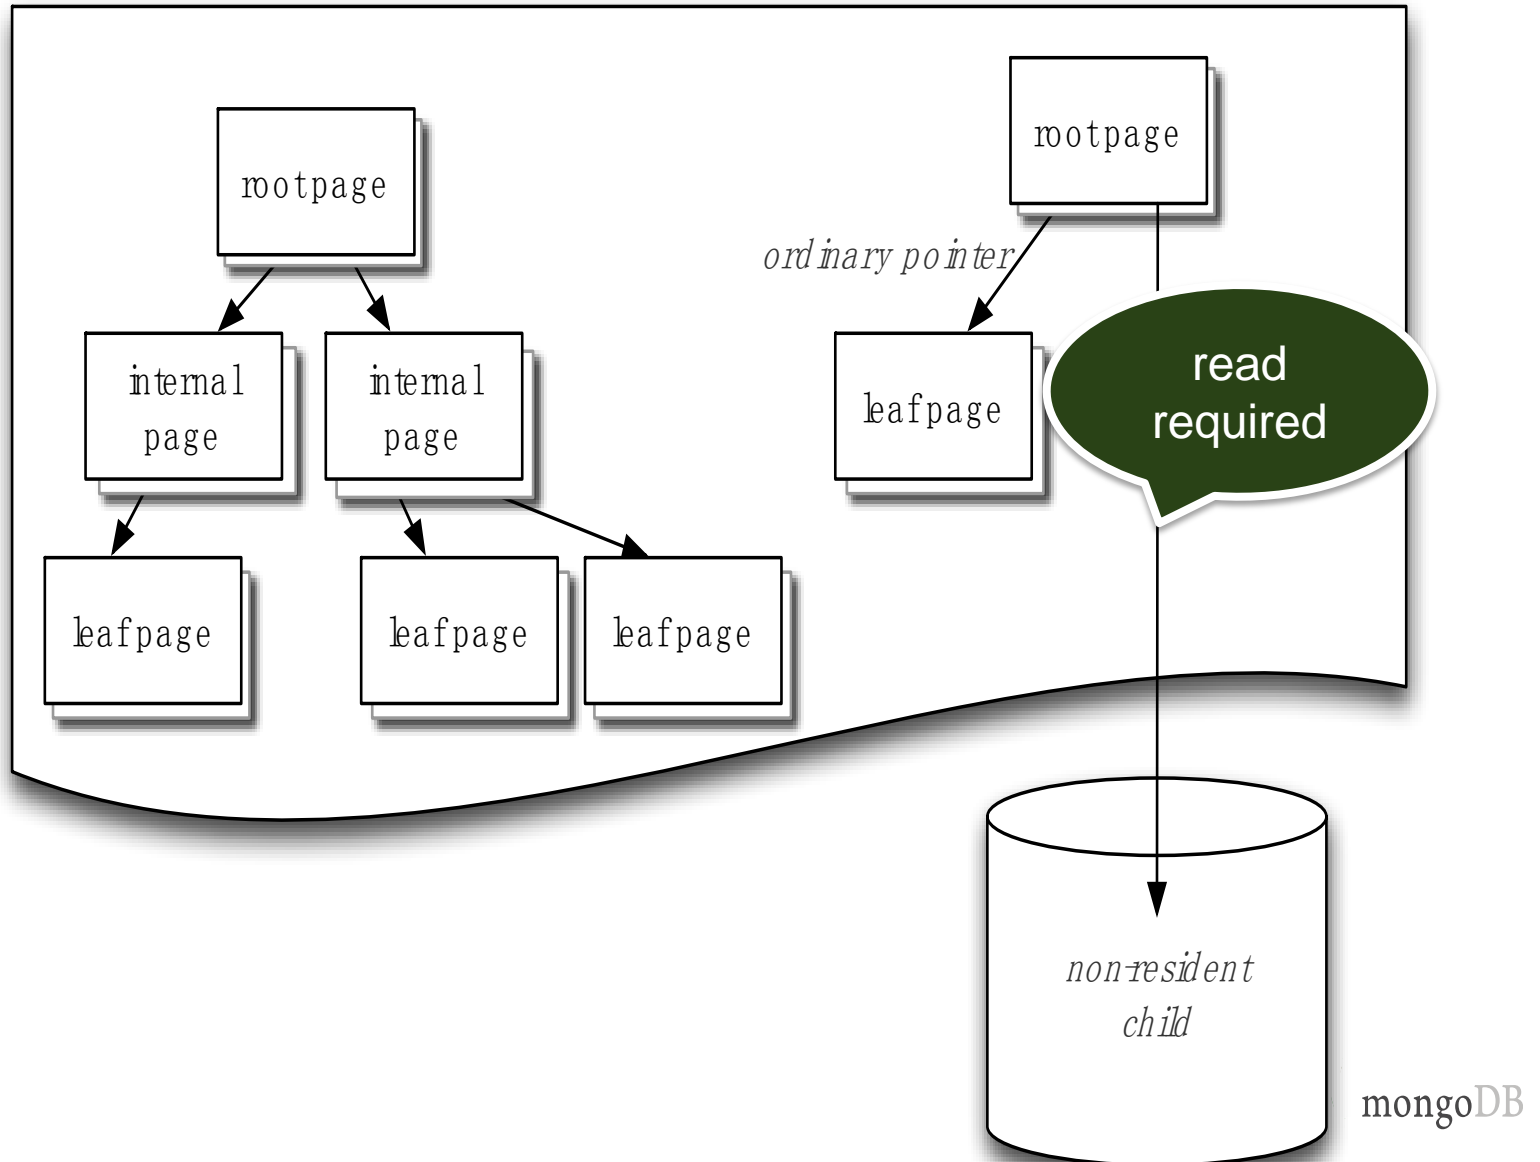 root page
root page
ordinary pointer
internal
page
internal
page
leaf page
read
required
leaf page
leaf page
leaf page
non-resident
child
mongoDB